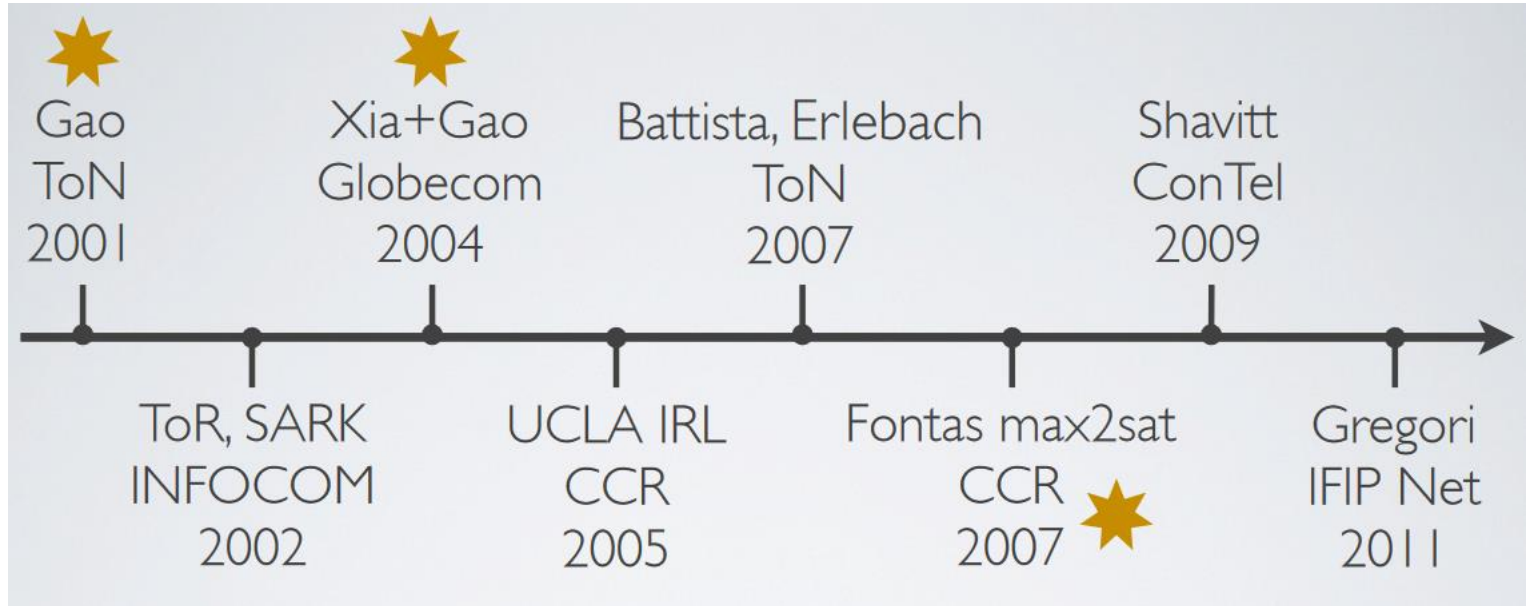 Gao
ToN
2001
Xia+Gao
Globecom
2004
Battista, Erlebach
ToN
2007
Shavitt
ConTel
2009
ToR, SARK
INFOCOM
2002
UCLA IRL
CCR
2005
Fontas max2sat
CCR
2007
Gregori
IFIP Net
2011